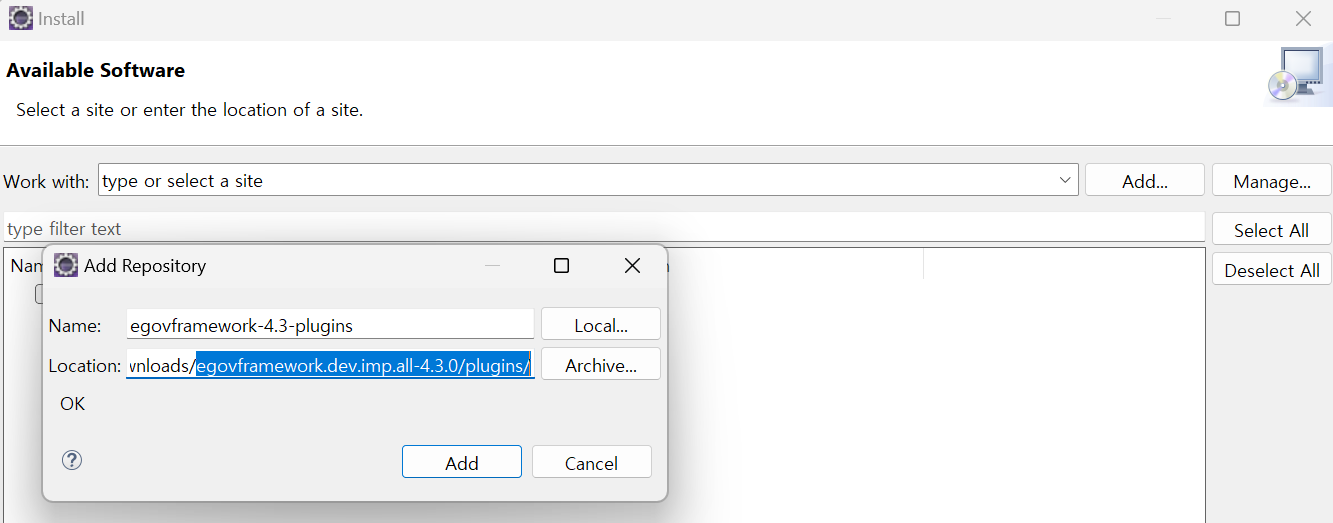 Install
Available Software
Select a site or enter the location of a site.
Work with: type or select a site Add... Manage...
type filter text Select All
Deselect All
Add Repository
Name: egovframework-4.3-plugins Local...
Location: wnloads/egovframework.dev.imp.all-4.3.0/plugins/ Archive...
OK
? Add Cancel